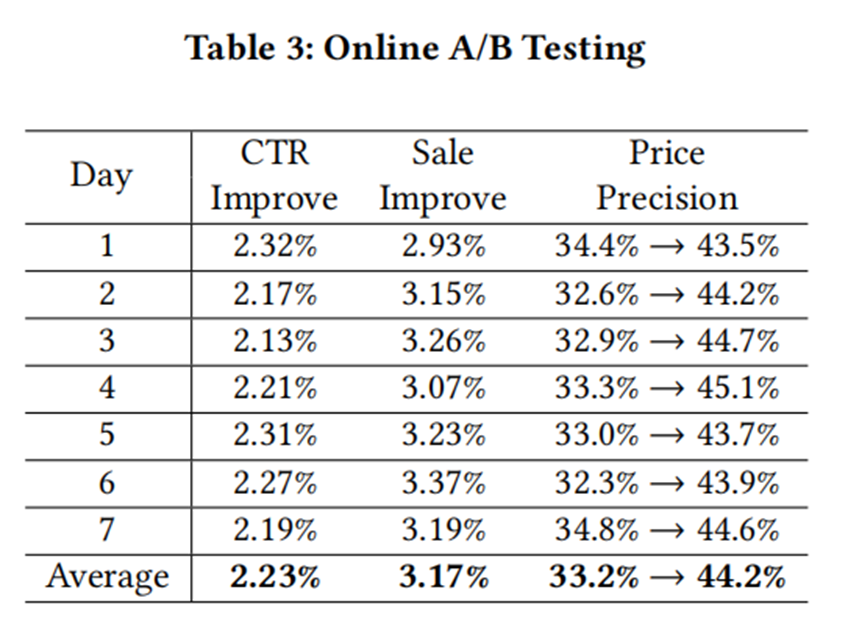 Table 3: Online A/B Testing
Day CTR Improve Sale Improve Price Precision
1 2.32% 2.93% 34.4% → 43.5%
2 2.17% 3.15% 32.6% → 44.2%
3 2.13% 3.26% 32.9% → 44.7%
4 2.21% 3.07% 33.3% → 45.1%
5 2.31% 3.23% 33.0% → 43.7%
6 2.27% 3.37% 32.3% → 43.9%
7 2.19% 3.19% 34.8% → 44.6%
Average 2.23% 3.17% 33.2% → 44.2%